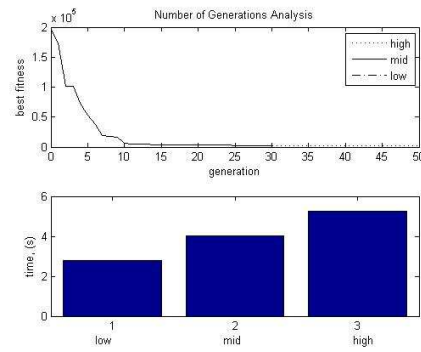 Number of Generations Analysis
x 10^5
2
1.5
1
0.5
0
best fitness
0 5 10 15 20 25 30 35 40 45 50
generation
high
mid
low
6
4
2
0
time, (s)
1 2 3
low mid high